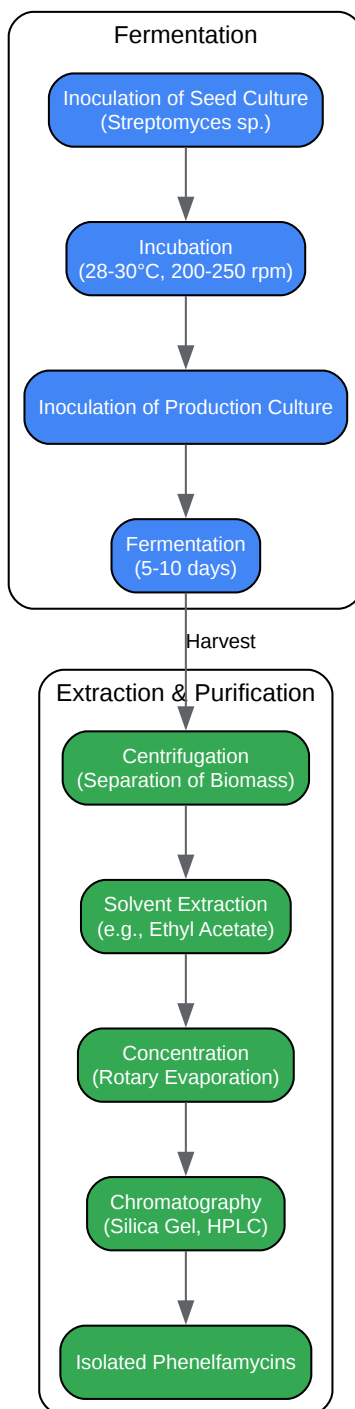 Fermentation
Inoculation of Seed Culture
(Streptomyces sp.)
Incubation
(28-30°C, 200-250 rpm)
Inoculation of Production Culture
Fermentation
(5-10 days)
Harvest
Extraction & Purification
Centrifugation
(Separation of Biomass)
Solvent Extraction
(e.g., Ethyl Acetate)
Concentration
(Rotary Evaporation)
Chromatography
(Silica Gel, HPLC)
Isolated Phenelfamycins